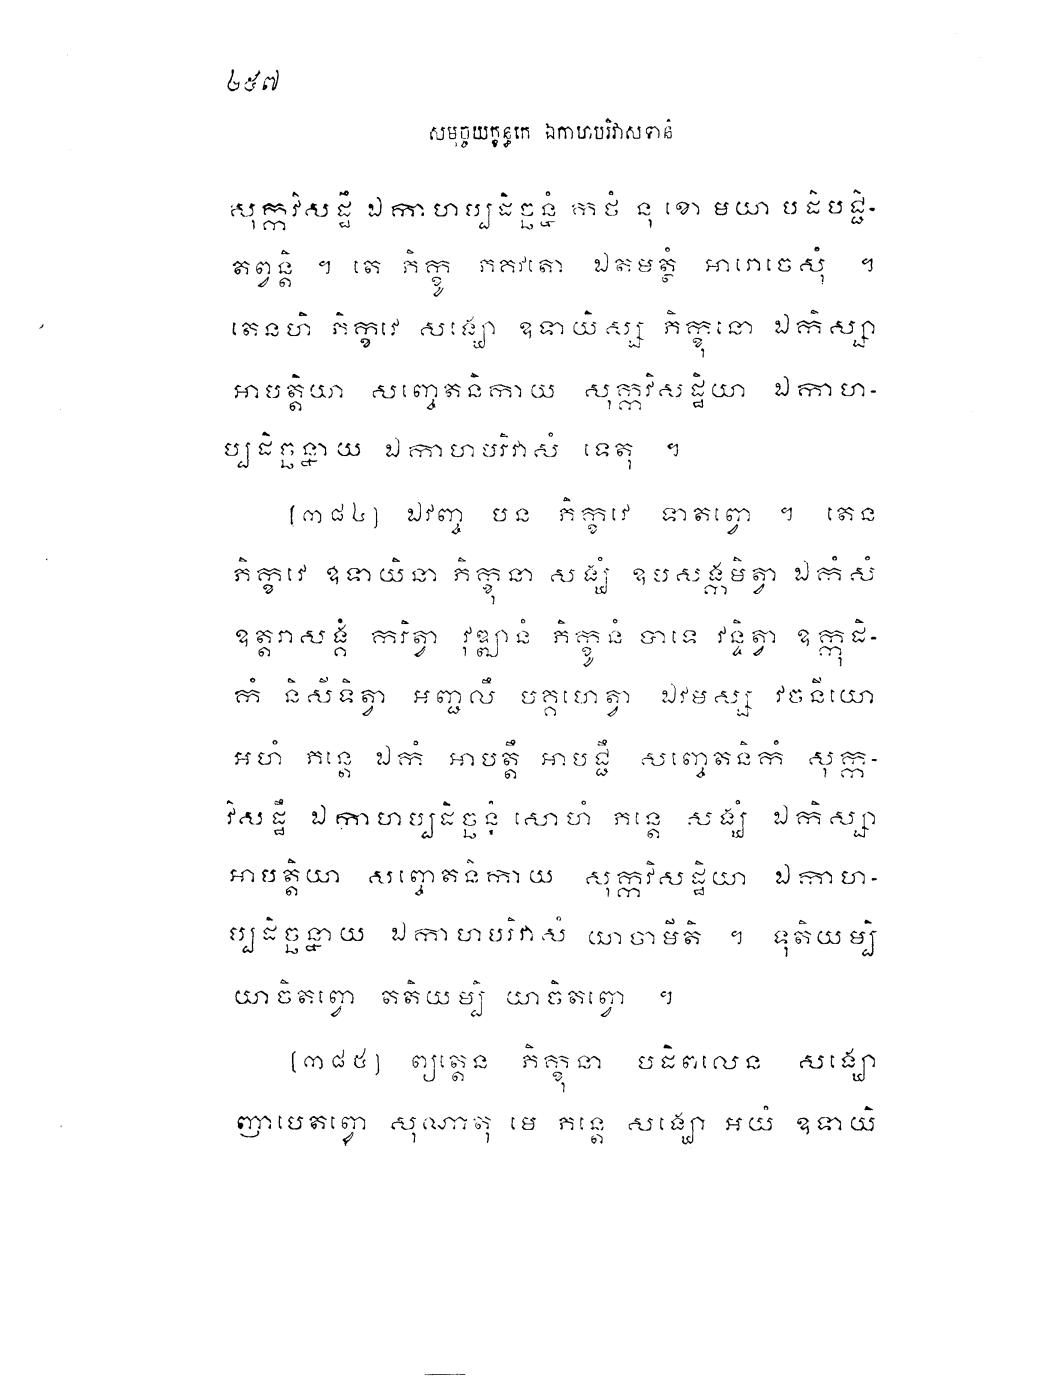 ២៥៧
សមុច្ចយក្ខន្ធកេ ឯកាហបរិវាសទានំ
សុក្កវិសដ្ឋឹ ឯកាហប្បដិច្ឆន្នំ កថំ នុ ខោ មយា បដិបជ្ជិ-
តព្វន្តិ ។ តេ ភិក្ខូ ភគវតោ ឯតមត្ថំ អារោចេសុំ ។
តេនហិ ភិក្ខវេ សង្ឃោ ឧទាយិស្ស ភិក្ខុនោ ឯកិស្សា
អាបត្តិយា សញ្ចេតនិកាយ សុក្កវិសដ្ឋិយា ឯកាហ-
ប្បដិច្ឆន្នាយ ឯកាហបរិវាសំ ទេតុ ។
[៣៨៤] ឯវញ្ច បន ភិក្ខវេ ទាតព្វោ ។ តេន
ភិក្ខវេ ឧទាយិនា ភិក្ខុនា សង្ឃំ ឧបសង្កមិត្វា ឯកំសំ
ឧត្តរាសង្គំ ករិត្វា វុឌ្ឍានំ ភិក្ខូនំ បាទេ វន្ទិត្វា ឧក្កុដិ-
កំ និសីទិត្វា អញ្ជលឹ បគ្គហេត្វា ឯវមស្ស វចនីយោ
អហំ ភន្តេ ឯកំ អាបត្តឹ អាបជ្ជឹ សញ្ចេតនិកំ សុក្ក-
វិសដ្ឋឹ ឯកាហប្បដិច្ឆន្នំ សោហំ ភន្តេ សង្ឃំ ឯកិស្សា
អាបត្តិយា សញ្ចេតនិកាយ សុក្កវិសដ្ឋិយា ឯកាហ-
ប្បដិច្ឆន្នាយ ឯកាហបរិវាសំ យាចាមីតិ ។ ទុតិយម្បិ
យាចិតព្វោ តតិយម្បិ យាចិតព្វោ ។
[៣៨៥] ព្យត្តេន ភិក្ខុនា បដិពលេន សង្ឃោ
ញាបេតព្វោ សុណាតុ មេ ភន្តេ សង្ឃោ អយំ ឧទាយិ